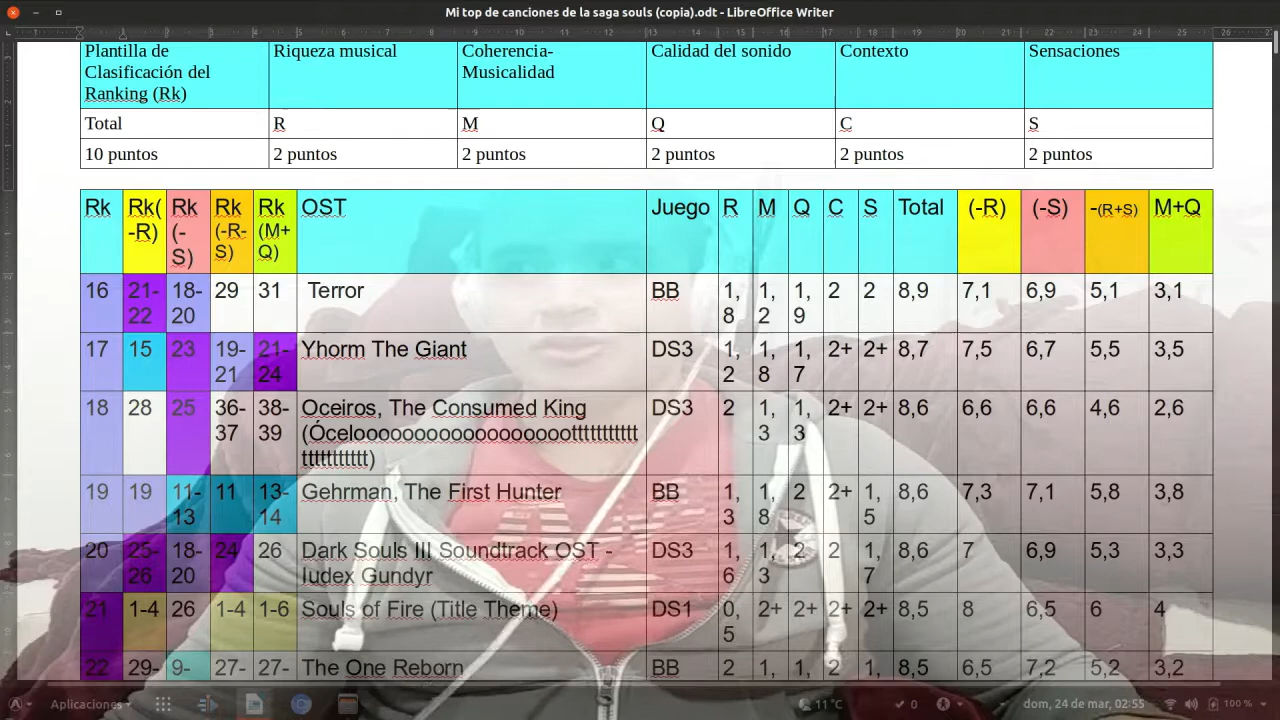 Mi top de canciones de la saga souls (copia).odt - LibreOffice Writer
Plantilla de Clasificación del Ranking (Rk) Riqueza musical Coherencia-Musicalidad Calidad del sonido Contexto Sensaciones
Total R M Q C S
10 puntos 2 puntos 2 puntos 2 puntos 2 puntos 2 puntos
Rk Rk(-R) Rk (-S) Rk (-R-S) Rk (M+Q) OST Juego R M Q C S Total (-R) (-S) -(R+S) M+Q
16 21-22 18-20 29 31 Terror BB 1,8 1,2 1,9 2 2 8,9 7,1 6,9 5,1 3,1
17 15 23 19-21 21-24 Yhorm The Giant DS3 1,2 1,8 1,7 2+ 2+ 8,7 7,5 6,7 5,5 3,5
18 28 25 36-37 38-39 Oceiros, The Consumed King
(Óceloooooooooooooooooootttttttttttt
ttttttttttttt) DS3 2 1,3 1,3 2+ 2+ 8,6 6,6 6,6 4,6 2,6
19 19 11-13 11 13-14 Gehrman, The First Hunter BB 1,3 1,8 2 2+ 1,5 8,6 7,3 7,1 5,8 3,8
20 25-26 18-20 24 26 Dark Souls III Soundtrack OST -
Iudex Gundyr DS3 1,6 1,3 2 2 1,7 8,6 7 6,9 5,3 3,3
21 1-4 26 1-4 1-6 Souls of Fire (Title Theme) DS1 0,5 2+ 2+ 2+ 2+ 8,5 8 6,5 6 4
22 29- 9- 27- 27- The One Reborn BB 2 1, 1, 2 1, 8,5 6,5 7,2 5,2 3,2
Aplicaciones 11°C 0 dom, 24 de mar, 02:55 100 %